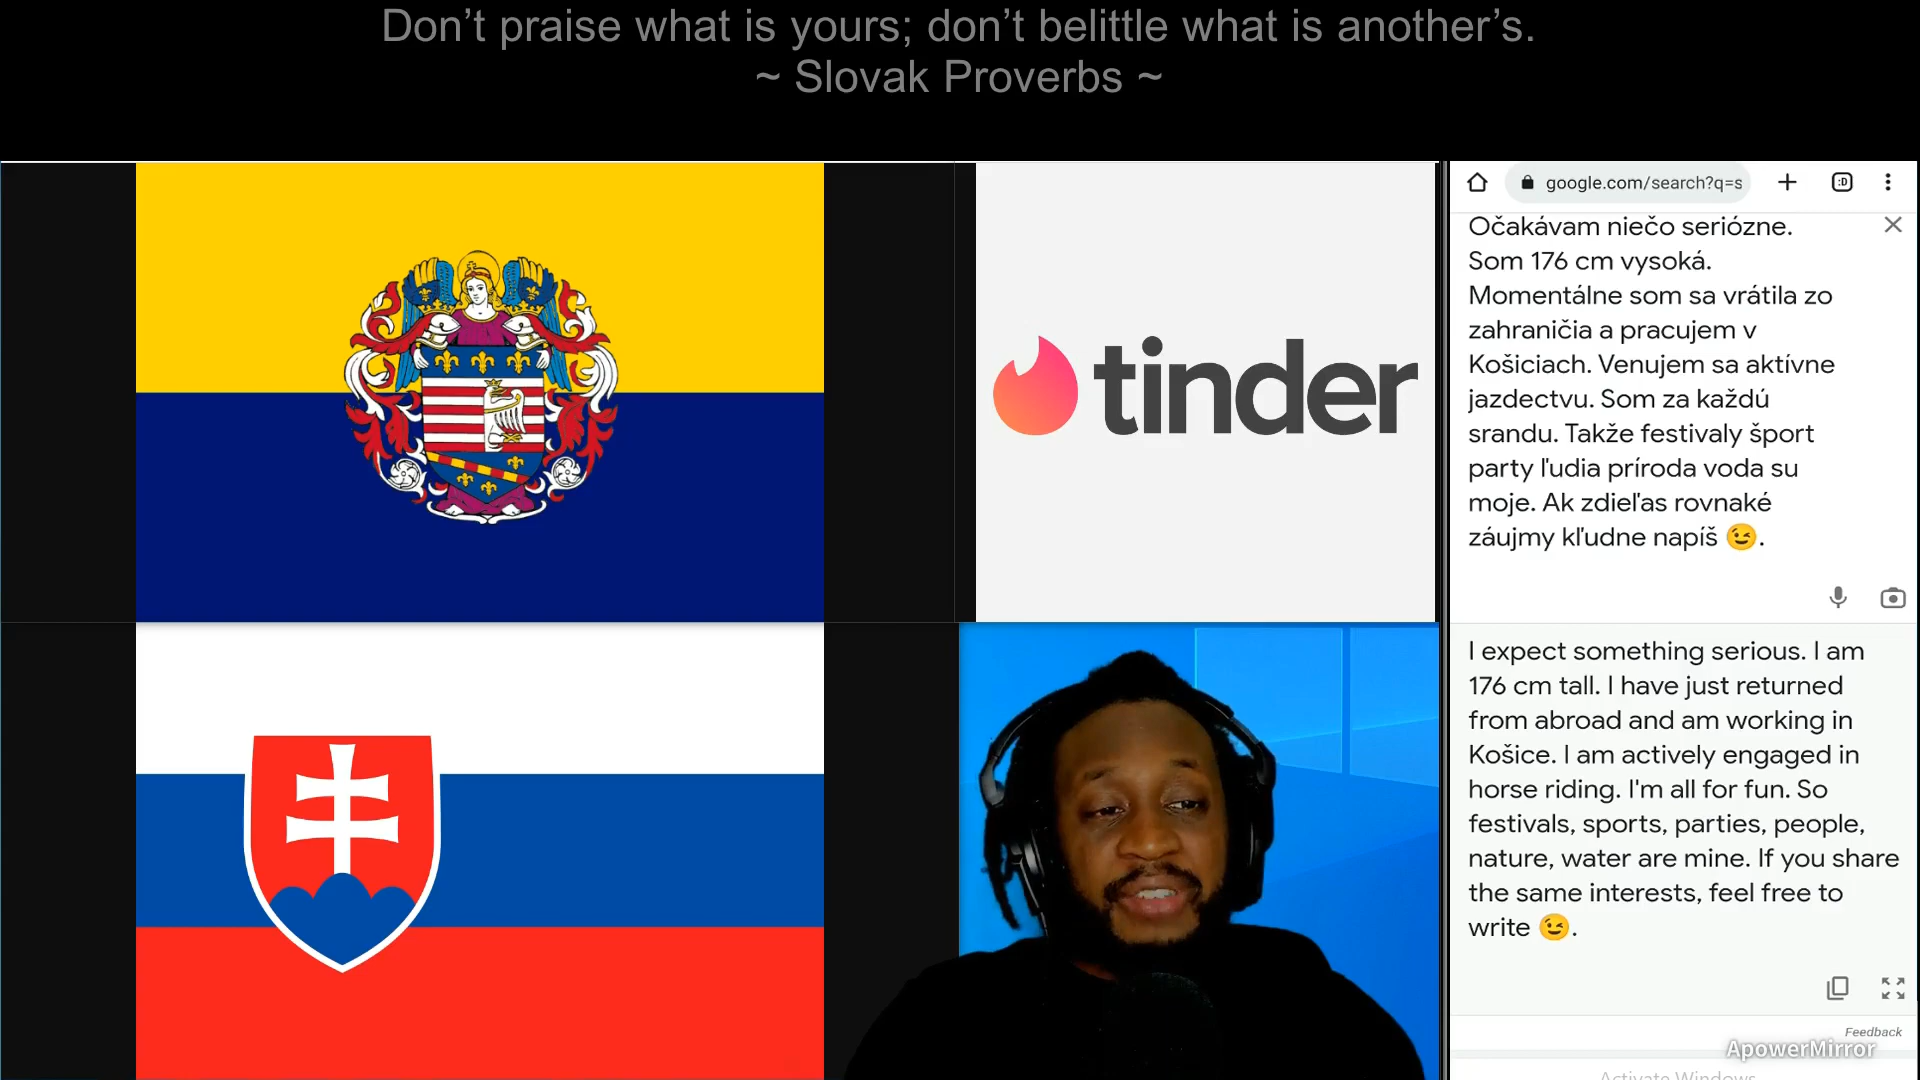 Don’t praise what is yours; don’t belittle what is another’s.
~ Slovak Proverbs ~
tinder
google.com/search?q=s
:D
Očakávam niečo seriózne.
Som 176 cm vysoká.
Momentálne som sa vrátila zo
zahraničia a pracujem v
Košiciach. Venujem sa aktívne
jazdectvu. Som za každú
srandu. Takže festivaly šport
party ľudia príroda voda su
moje. Ak zdieľas rovnaké
záujmy kľudne napíš 😉.
I expect something serious. I am
176 cm tall. I have just returned
from abroad and am working in
Košice. I am actively engaged in
horse riding. I'm all for fun. So
festivals, sports, parties, people,
nature, water are mine. If you share
the same interests, feel free to
write 😉.
Feedback
ApowerMirror
Activate Windows